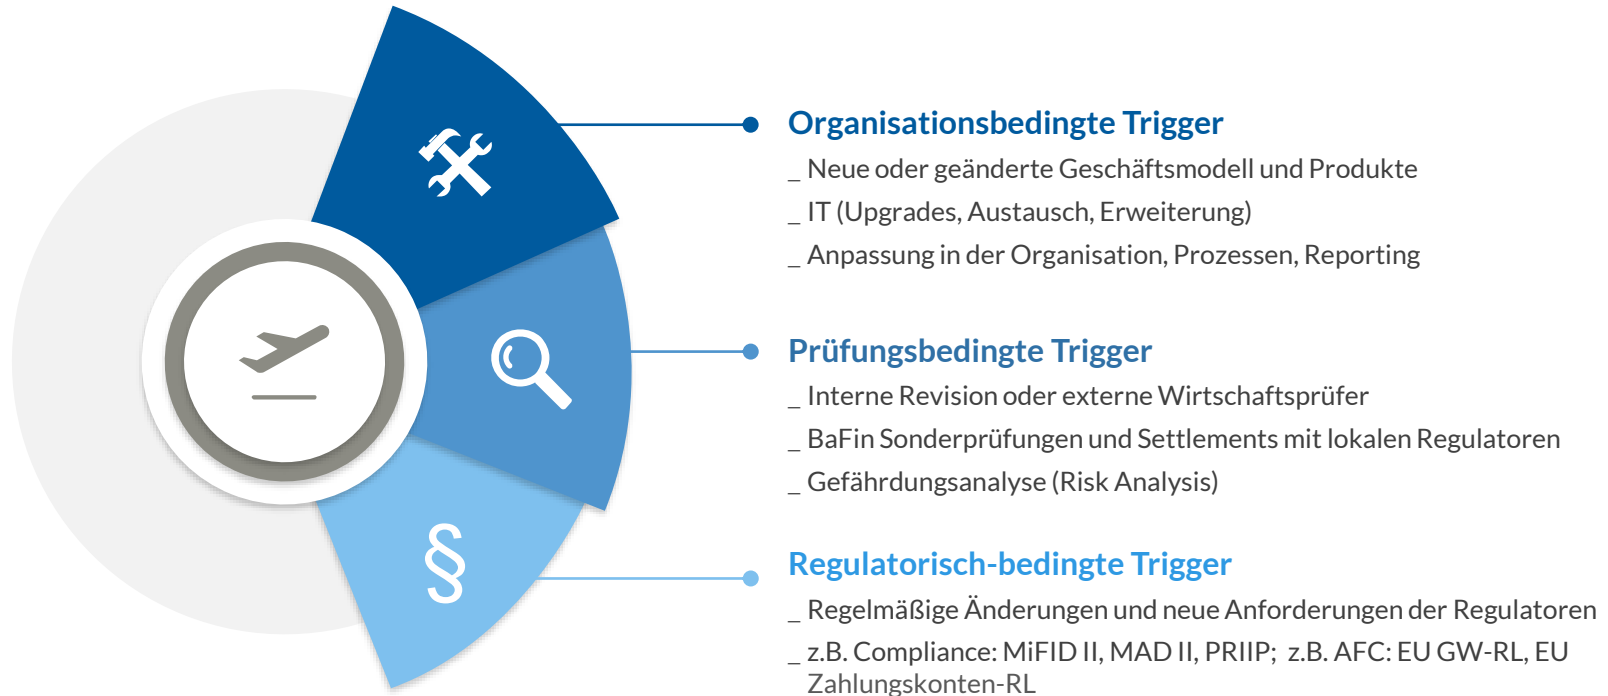 Organisationsbedingte Trigger
_ Neue oder geänderte Geschäftsmodell und Produkte
_ IT (Upgrades, Austausch, Erweiterung)
_ Anpassung in der Organisation, Prozessen, Reporting
Prüfungsbedingte Trigger
_ Interne Revision oder externe Wirtschaftsprüfer
_ BaFin Sonderprüfungen und Settlements mit lokalen Regulatoren
_ Gefährdungsanalyse (Risk Analysis)
§
Regulatorisch-bedingte Trigger
_ Regelmäßige Änderungen und neue Anforderungen der Regulatoren
_ z.B. Compliance: MiFID II, MAD II, PRIIP; z.B. AFC: EU GW-RL, EU
Zahlungskonten-RL